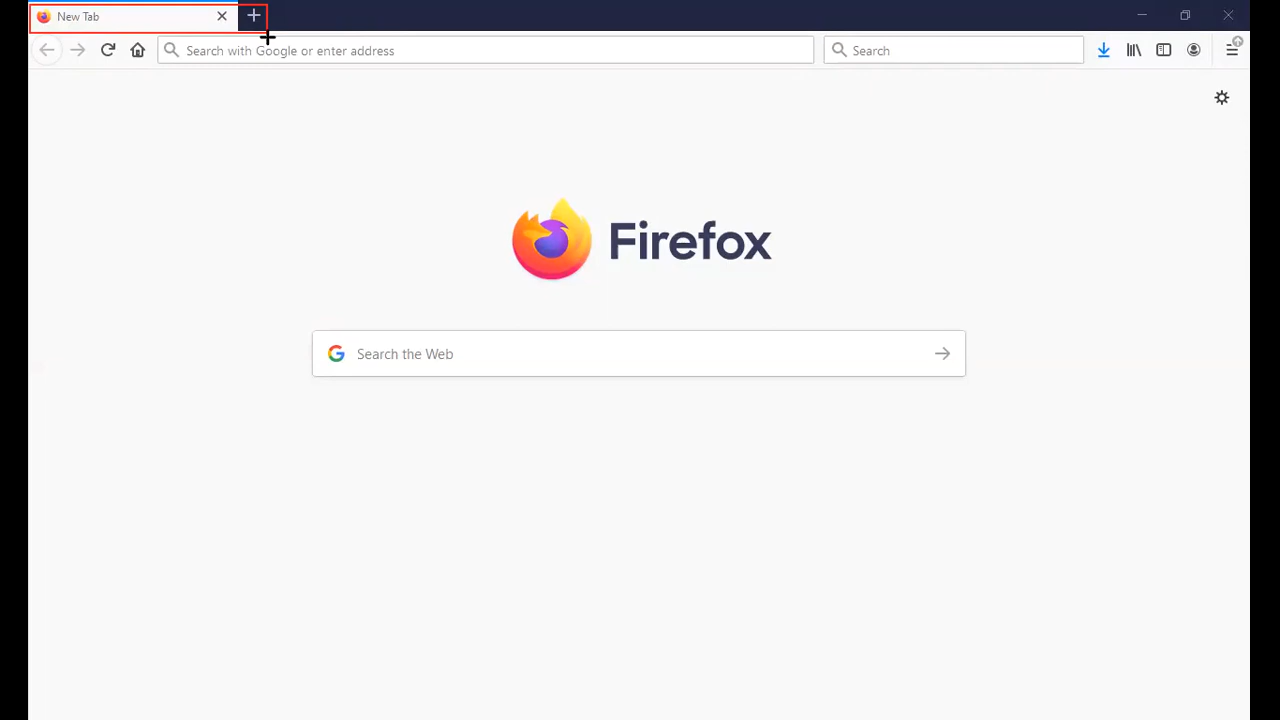 New Tab
Search with Google or enter address
Search
Firefox
Search the Web